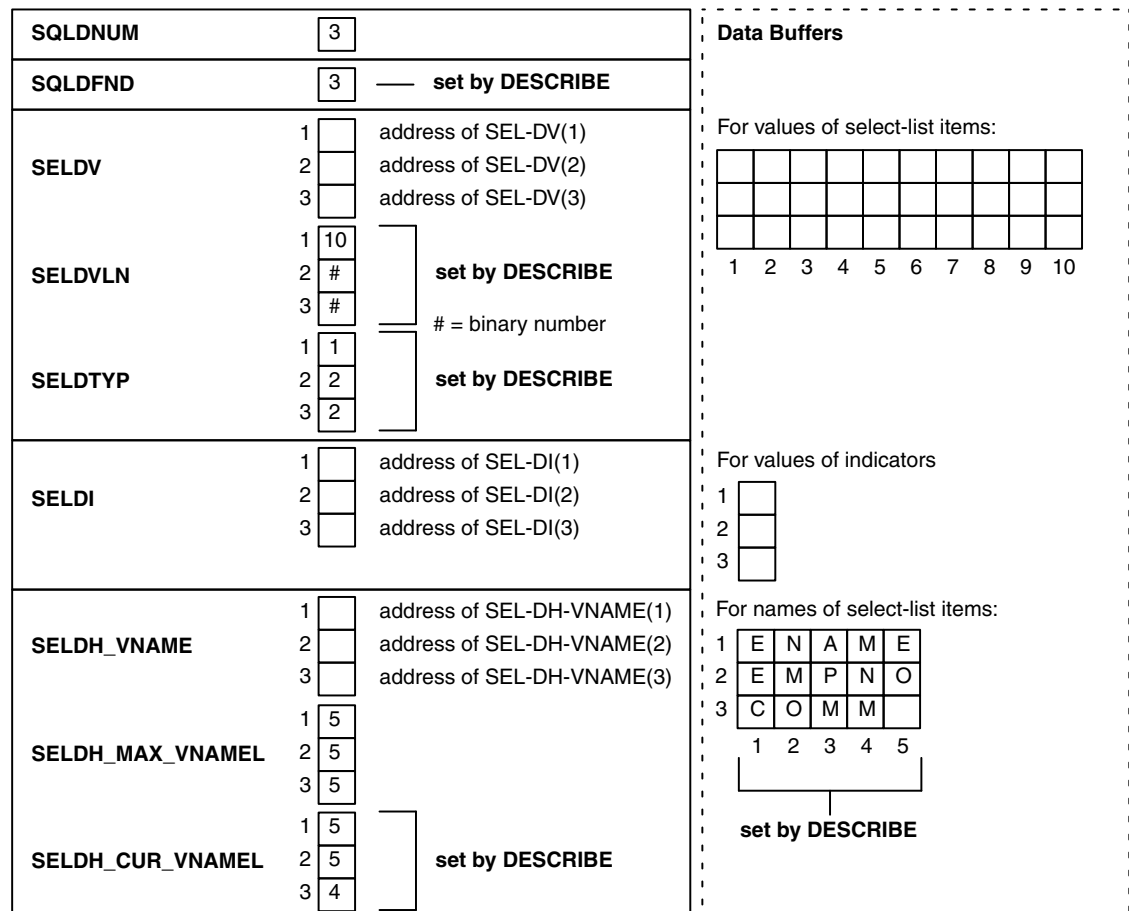 SQLDNUM 3
SQLDFND 3 set by DESCRIBE
SELDV
1 address of SEL-DV(1)
2 address of SEL-DV(2)
3 address of SEL-DV(3)
SELDVLN
1 10
2 #
3 #
set by DESCRIBE
# = binary number
SELDTYP
1 1
2 2
3 2
set by DESCRIBE
SELDI
1 address of SEL-DI(1)
2 address of SEL-DI(2)
3 address of SEL-DI(3)
SELDH_VNAME
1 address of SEL-DH-VNAME(1)
2 address of SEL-DH-VNAME(2)
3 address of SEL-DH-VNAME(3)
SELDH_MAX_VNAMEL
1 5
2 5
3 5
SELDH_CUR_VNAMEL
1 5
2 5
3 4
set by DESCRIBE
Data Buffers
For values of select-list items:
1 2 3 4 5 6 7 8 9 10
For values of indicators
1
2
3
For names of select-list items:
1 E N A M E
2 E M P N O
3 C O M M
1 2 3 4 5
set by DESCRIBE